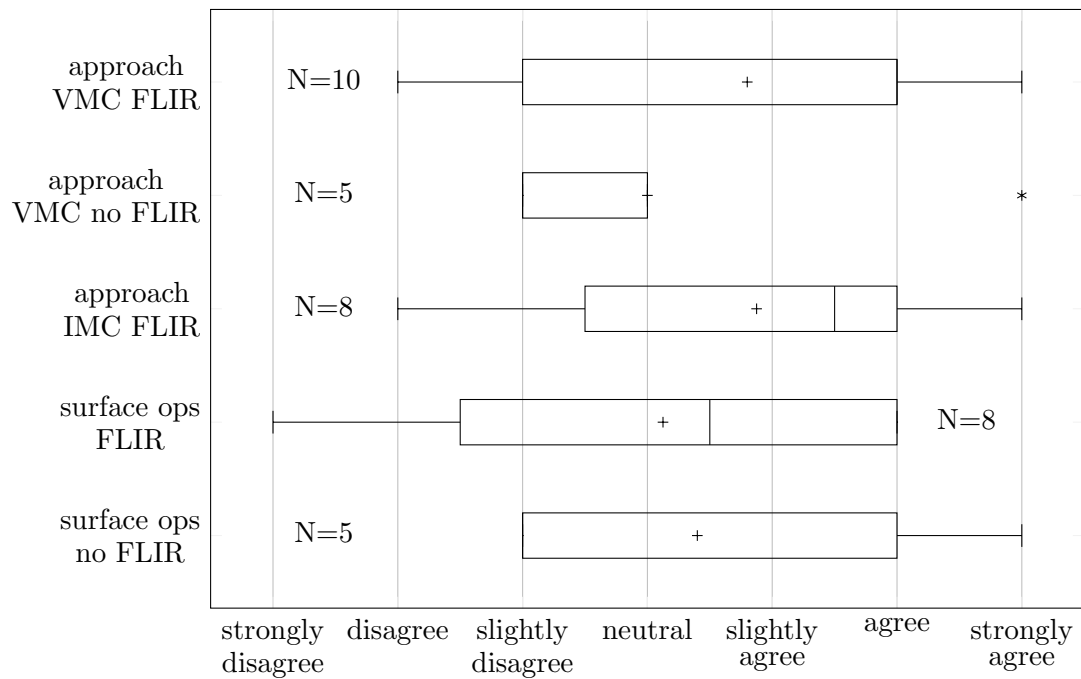 approach
VMC FLIR
N=10
approach
VMC no FLIR
N=5
approach
IMC FLIR
N=8
surface ops
FLIR
N=8
surface ops
no FLIR
N=5
strongly
disagree
disagree
slightly
disagree
neutral
slightly
agree
agree
strongly
agree